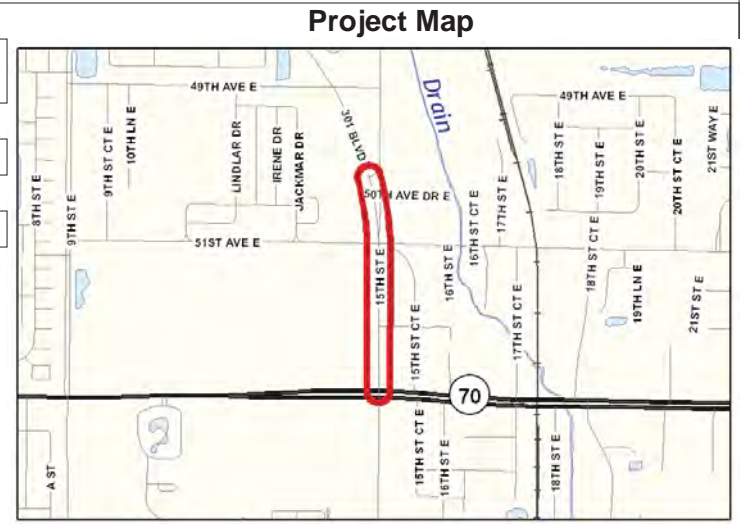 Project Map
49TH AVE E
Drain
49TH AVE E
301 BLVD
8TH ST E
9TH ST E
9TH ST CT E
10TH LN E
LINDLAR DR
IRENE DR
JACKMAR DR
50TH AVE DR E
16TH ST CT E
17TH ST E
18TH ST E
19TH ST E
20TH ST E
20TH ST CT E
21ST WAY E
51ST AVE E
15TH ST E
16TH ST E
18TH ST CT E
19TH LN E
21ST ST E
15TH ST CT E
17TH ST CT E
70
A ST
15TH ST CT E
16TH ST E
18TH ST E